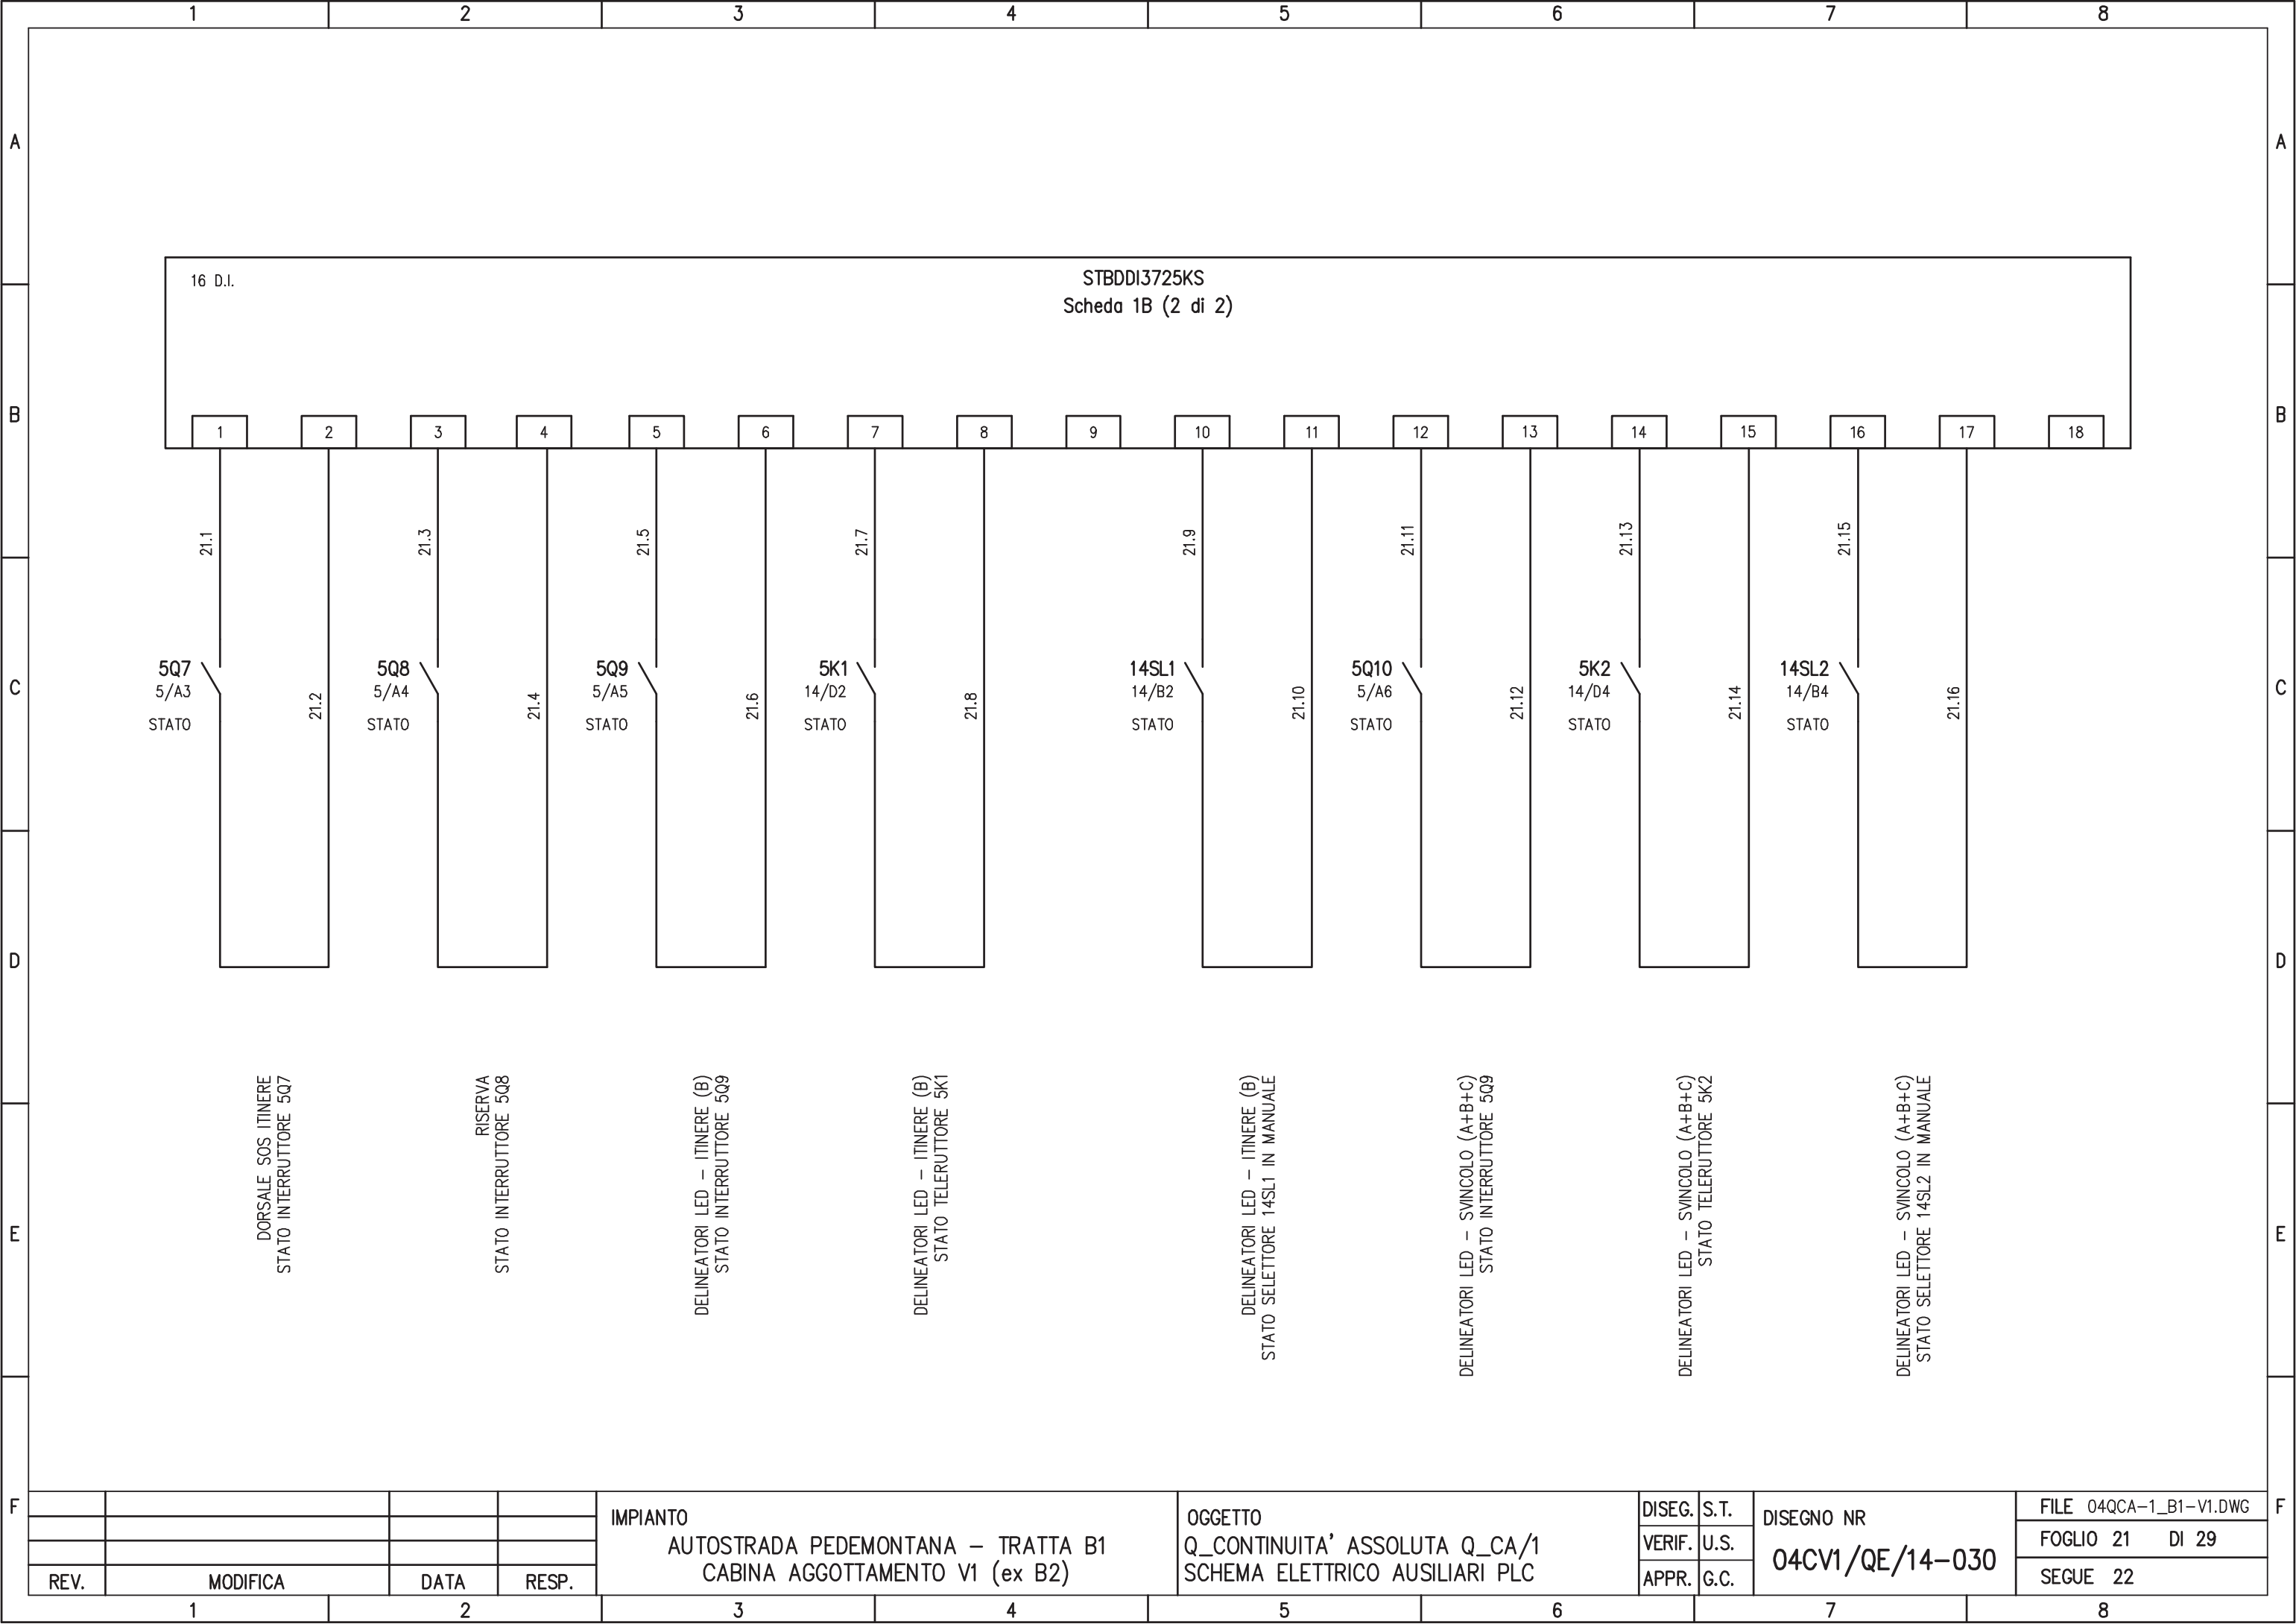 1 2 3 4 5 6 7 8
A A
16 D.I.
STBDDI3725KS
Scheda 1B (2 di 2)
B B
1 2 3 4 5 6 7 8 9 10 11 12 13 14 15 16 17 18
21.1 21.3 21.5 21.7 21.9 21.11 21.13 21.15
5Q7 5Q8 5Q9 5K1 14SL1 5Q10 5K2 14SL2
C C
5/A3 5/A4 5/A5 14/D2 14/B2 5/A6 14/D4 14/B4
21.2 21.4 21.6 21.8 21.10 21.12 21.14 21.16
STATO STATO STATO STATO STATO STATO STATO STATO
D D
DORSALE SOS ITINERE
STATO INTERRUTTORE 5Q7
RISERVA
STATO INTERRUTTORE 5Q8
DELINEATORI LED – ITINERE (B)
STATO INTERRUTTORE 5Q9
DELINEATORI LED – ITINERE (B)
STATO TELERUTTORE 5K1
DELINEATORI LED – ITINERE (B)
STATO SELETTORE 14SL1 IN MANUALE
DELINEATORI LED – SVINCOLO (A+B+C)
STATO INTERRUTTORE 5Q9
DELINEATORI LED – SVINCOLO (A+B+C)
STATO TELERUTTORE 5K2
DELINEATORI LED – SVINCOLO (A+B+C)
STATO SELETTORE 14SL2 IN MANUALE
E E
F F
REV. MODIFICA DATA RESP.
IMPIANTO
AUTOSTRADA PEDEMONTANA – TRATTA B1
CABINA AGGOTTAMENTO V1 (ex B2)
OGGETTO
Q_CONTINUITA' ASSOLUTA Q_CA/1
SCHEMA ELETTRICO AUSILIARI PLC
DISEG. S.T.
VERIF. U.S.
APPR. G.C.
DISEGNO NR
04CV1/QE/14-030
FILE 04QCA-1_B1-V1.DWG
FOGLIO 21 DI 29
SEGUE 22
1 2 3 4 5 6 7 8